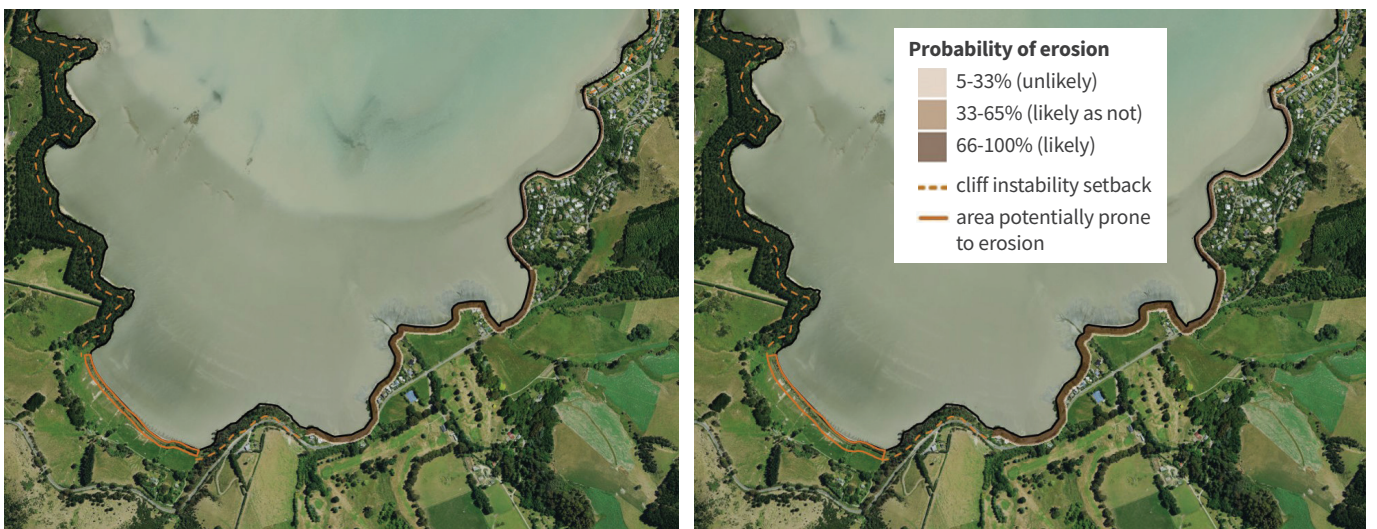 Probability of erosion
5-33% (unlikely)
33-65% (likely as not)
66-100% (likely)
cliff instability setback
area potentially prone
to erosion